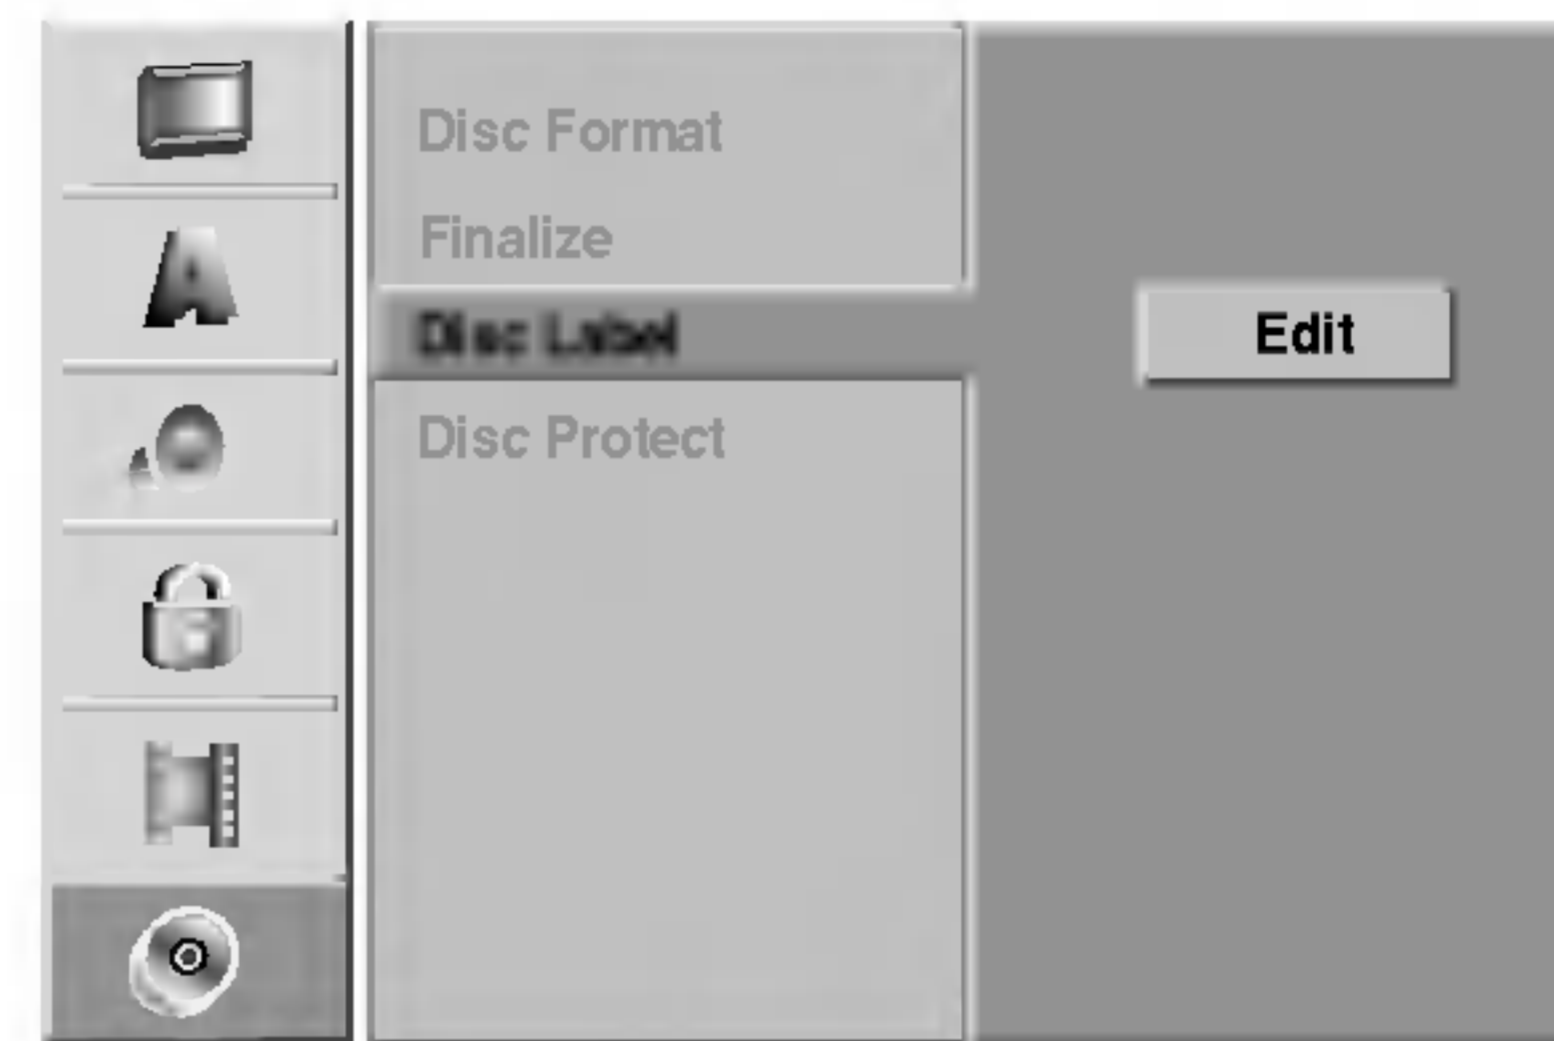 Disc Format
Finalize
Disc Label
Edit
Disc Protect